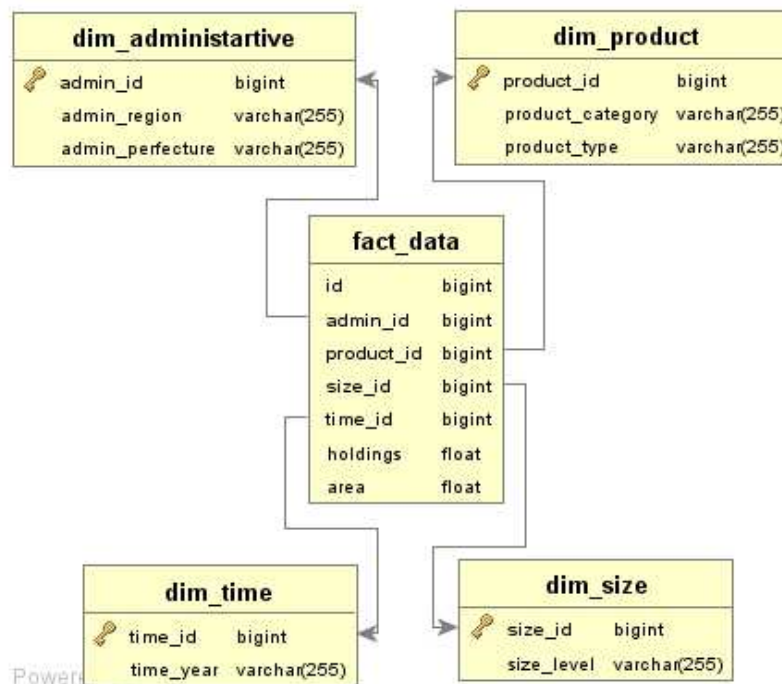 dim_administartive
admin_id bigint
admin_region varchar(255)
admin_perfecture varchar(255)
dim_product
product_id bigint
product_category varchar(255)
product_type varchar(255)
fact_data
id bigint
admin_id bigint
product_id bigint
size_id bigint
time_id bigint
holdings float
area float
dim_time
time_id bigint
time_year varchar(255)
dim_size
size_id bigint
size_level varchar(255)